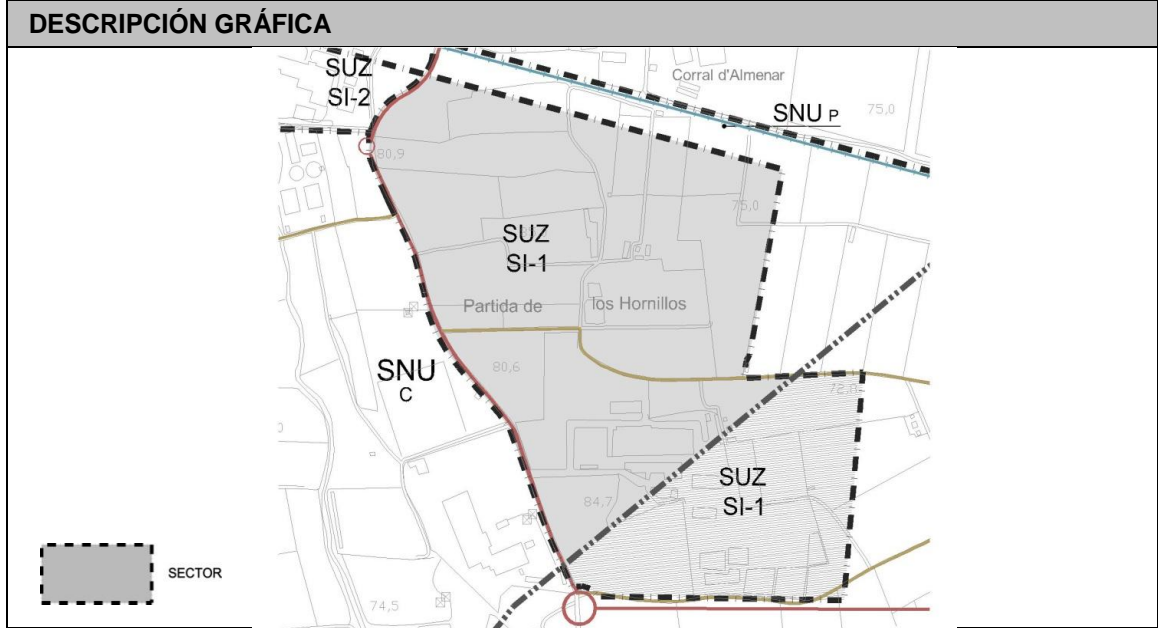 DESCRIPCIÓN GRÁFICA
SUZ
SI-2
Corral d'Almenar
SNU P
75,0
80,9
75,0
SUZ
SI-1
Partida de los Hornillos
SNU
C
80,6
72,0
SUZ
SI-1
84,7
SECTOR
74,5